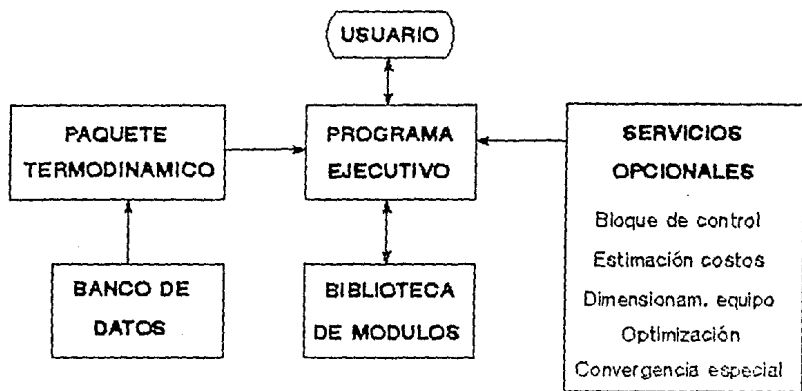 USUARIO
PAQUETE
TERMODINAMICO
PROGRAMA
EJECUTIVO
SERVICIOS
OPCIONALES
Bloque de control
Estimación costos
Dimensionam. equipo
Optimización
Convergencia especial
BANCO DE
DATOS
BIBLIOTECA
DE MODULOS